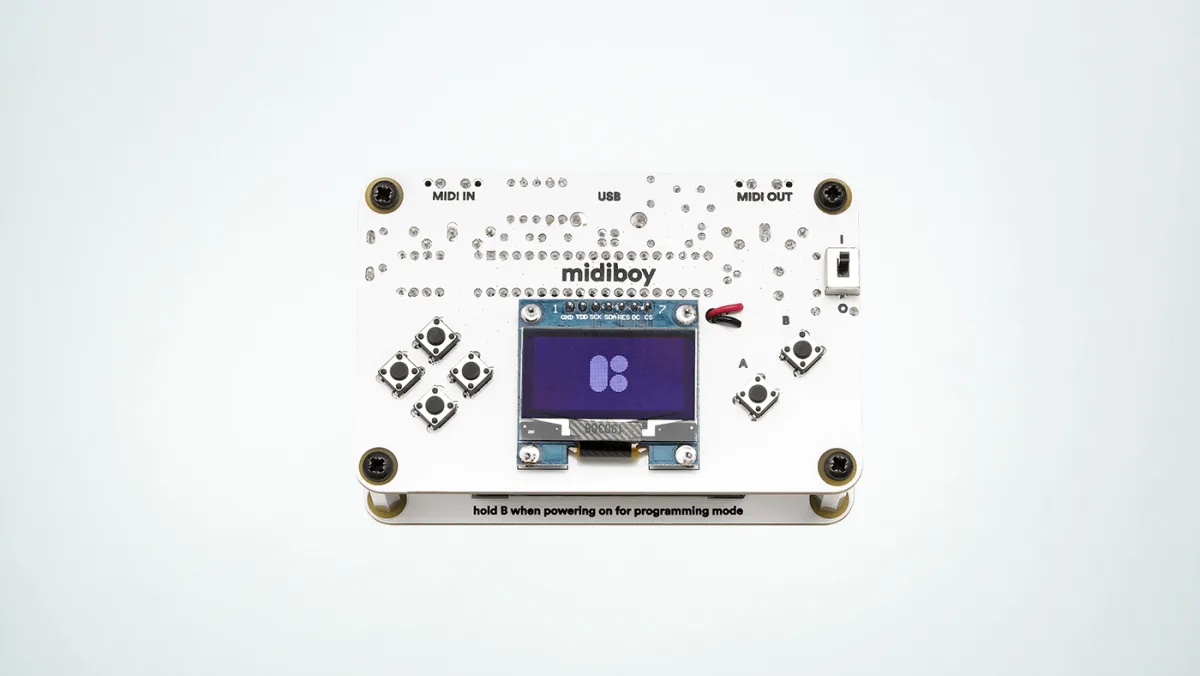 MIDI IN USB MIDI OUT
I
midiboy
1 7
GND VDD SCK SDA RES DC CS
O
B
A
hold B when powering on for programming mode